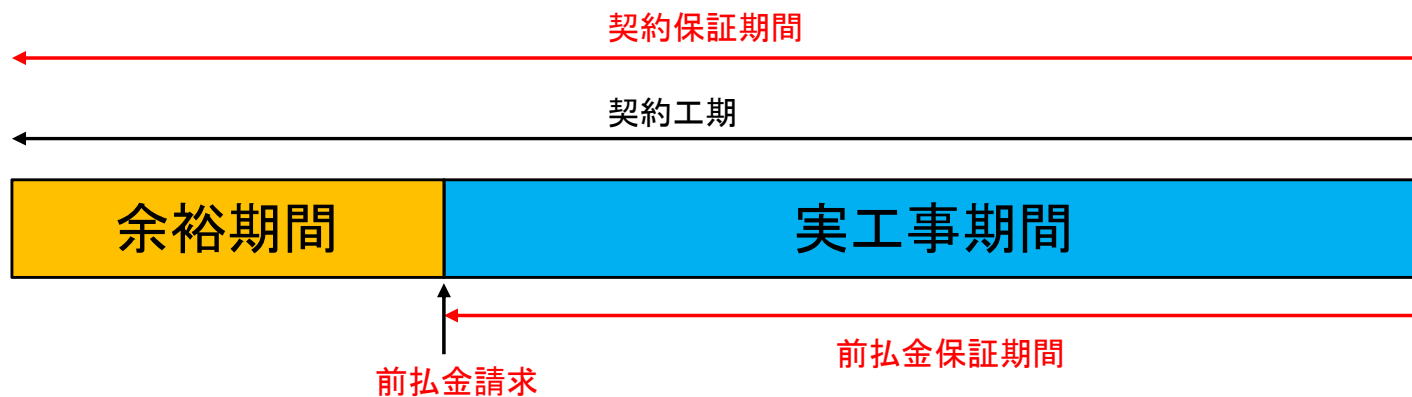 契約保証期間
契約工期
余裕期間
実工事期間
前払金保証期間
前払金請求